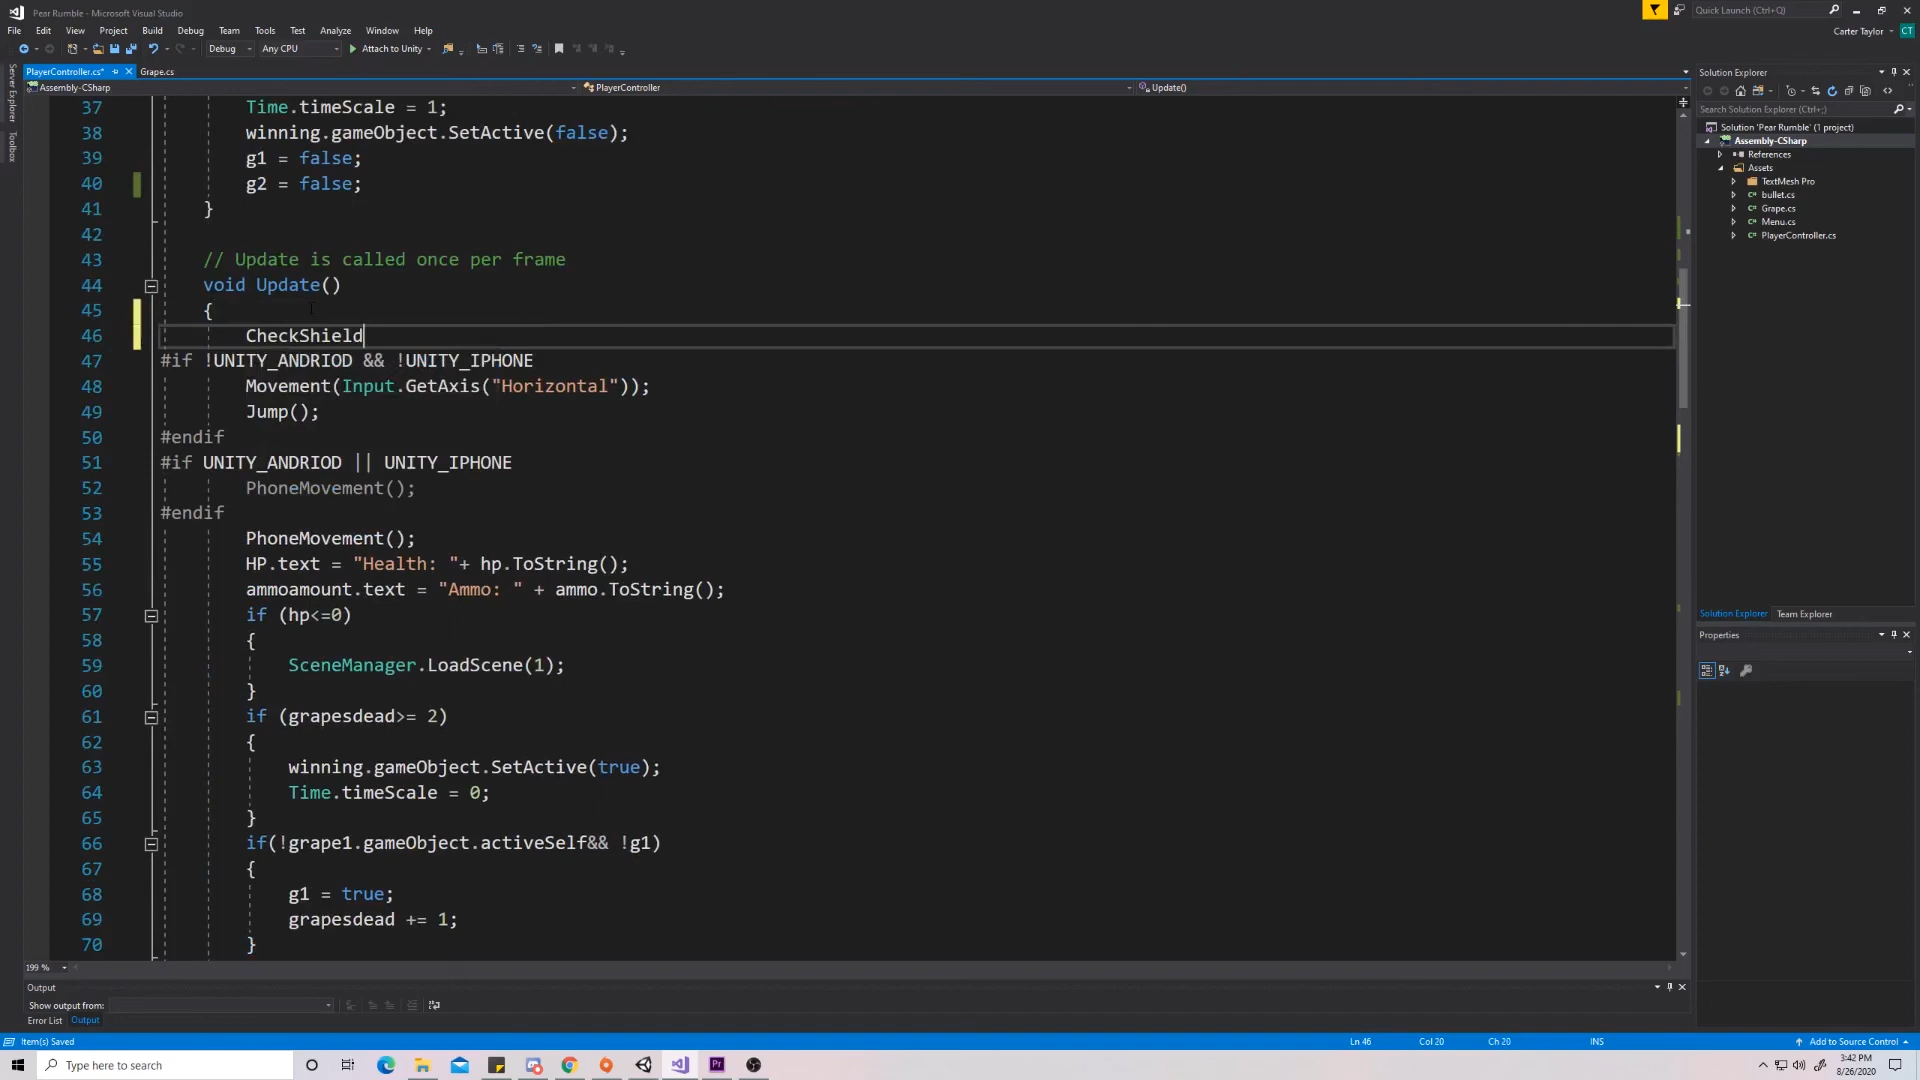 Pear Rumble - Microsoft Visual Studio
Quick Launch (Ctrl+Q)
File Edit View Project Build Debug Team Tools Test Analyze Window Help
Carter Taylor CT
Debug Any CPU Attach to Unity
Server Explorer
Toolbox
PlayerController.cs* Grape.cs
Assembly-CSharp PlayerController Update()
37 Time.timeScale = 1;
38 winning.gameObject.SetActive(false);
39 g1 = false;
40 g2 = false;
41 }
42
43 // Update is called once per frame
44 void Update()
45 {
46 CheckShield
47 #if !UNITY_ANDRIOD && !UNITY_IPHONE
48 Movement(Input.GetAxis("Horizontal"));
49 Jump();
50 #endif
51 #if UNITY_ANDRIOD || UNITY_IPHONE
52 PhoneMovement();
53 #endif
54 PhoneMovement();
55 HP.text = "Health: "+ hp.ToString();
56 ammoamount.text = "Ammo: " + ammo.ToString();
57 if (hp<=0)
58 {
59 SceneManager.LoadScene(1);
60 }
61 if (grapesdead>= 2)
62 {
63 winning.gameObject.SetActive(true);
64 Time.timeScale = 0;
65 }
66 if(!grape1.gameObject.activeSelf&& !g1)
67 {
68 g1 = true;
69 grapesdead += 1;
70 }
199 %
Solution Explorer
Search Solution Explorer (Ctrl+;)
Solution 'Pear Rumble' (1 project)
Assembly-CSharp
References
Assets
TextMesh Pro
bullet.cs
Grape.cs
Menu.cs
PlayerController.cs
Solution Explorer Team Explorer
Properties
Output
Show output from:
Error List Output
Item(s) Saved Ln 46 Col 20 Ch 20 INS Add to Source Control
Type here to search
Pr
3:42 PM
8/26/2020